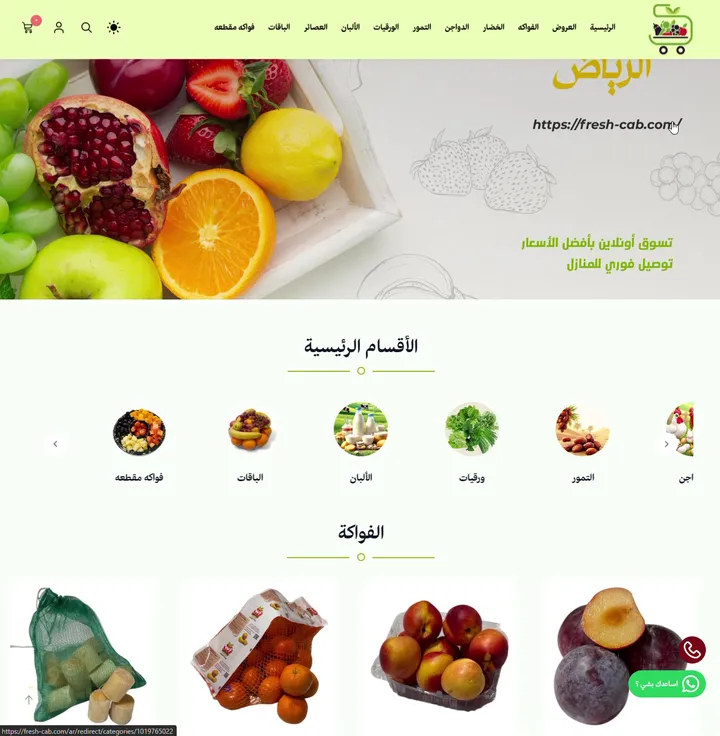 الرئيسية العروض الفواكه الخضار الدواجن التمور الورقيات الألبان العصائر الباقات فواكه مقطعه
الرياض
https://fresh-cab.com/
تسوق أونلاين بأفضل الأسعار
توصيل فوري للمنازل
الأقسام الرئيسية
اجن التمور ورقيات الألبان الباقات فواكه مقطعه
الفواكة
أساعدك بشي ؟
https://fresh-cab.com/ar/redirect/categories/1019765022